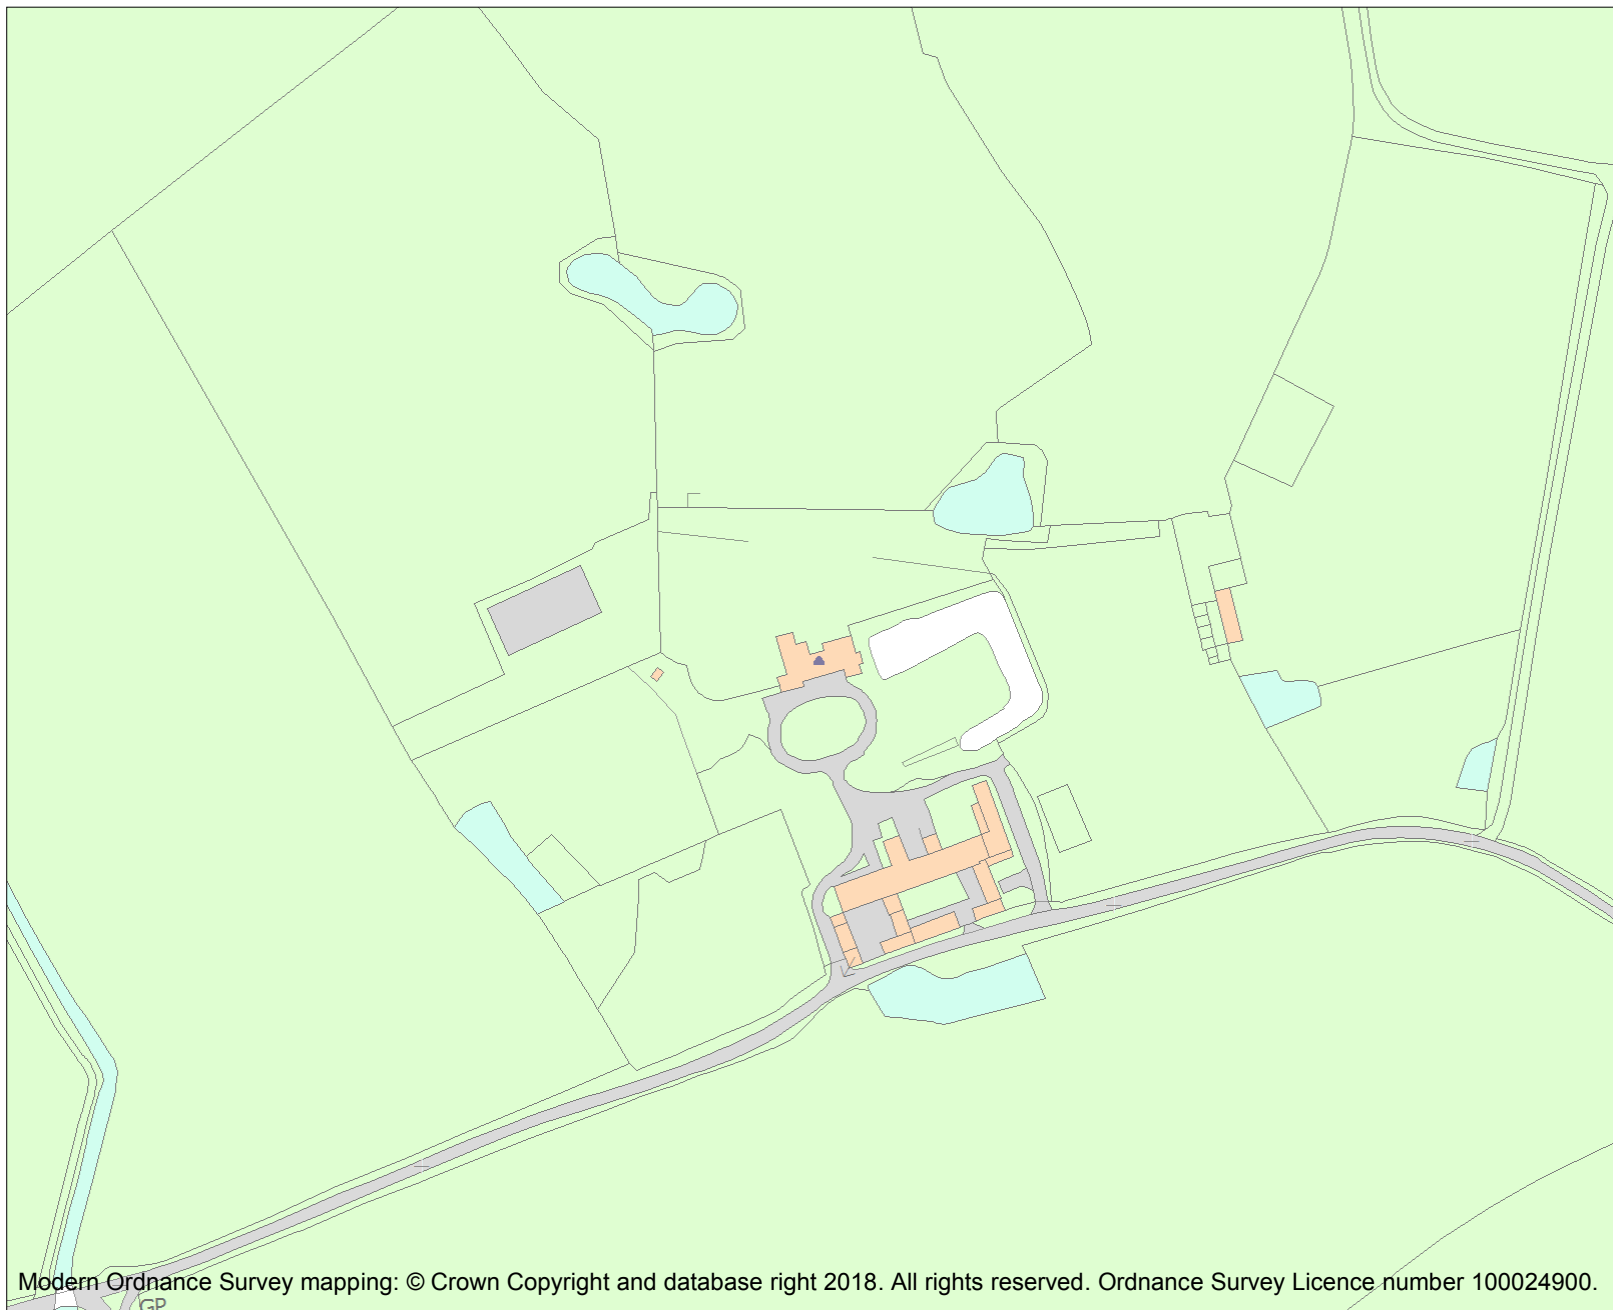 Modern Ordnance Survey mapping: © Crown Copyright and database right 2018. All rights reserved. Ordnance Survey Licence number 100024900.
GP